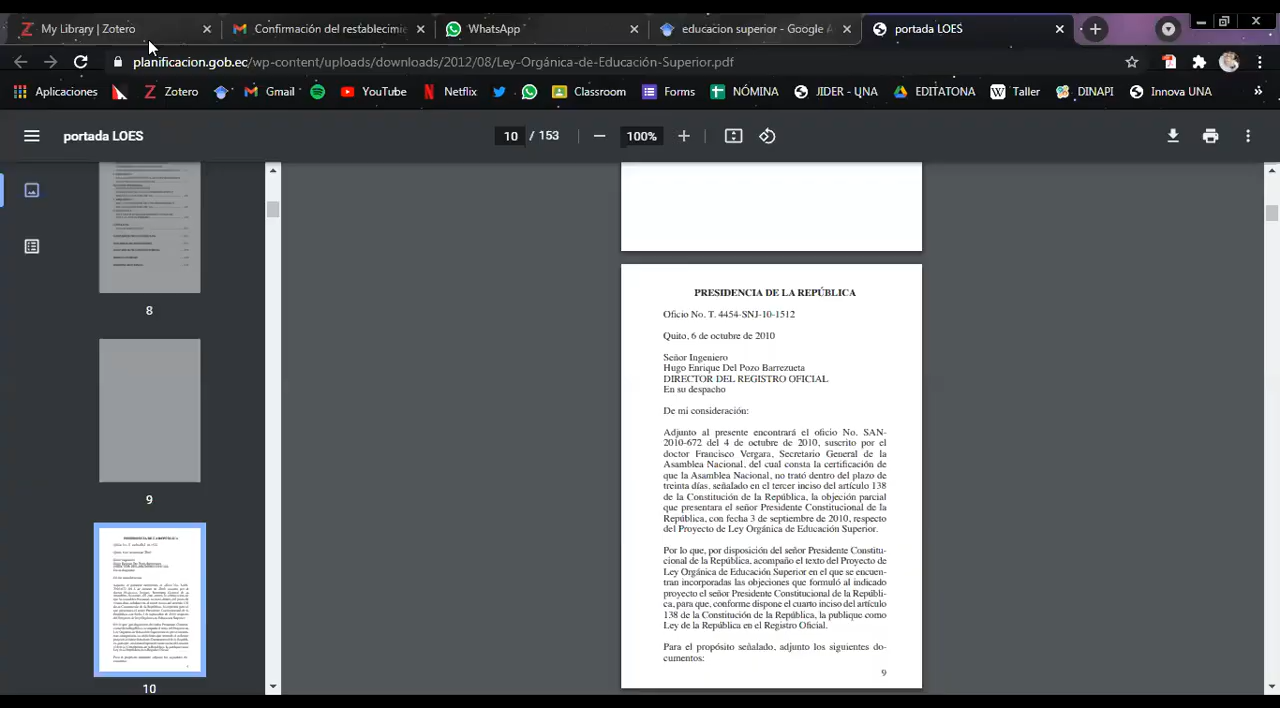 My Library | Zotero
Confirmación del restablecimie
WhatsApp
educacion superior - Google A
portada LOES
planificacion.gob.ec/wp-content/uploads/downloads/2012/08/Ley-Orgánica-de-Educación-Superior.pdf
Aplicaciones
Zotero
Gmail
YouTube
Netflix
Classroom
Forms
NÓMINA
JIDER - UNA
EDITATONA
Taller
DINAPI
Innova UNA
»
portada LOES
10 / 153
100%
8
9
10
PRESIDENCIA DE LA REPÚBLICA
Oficio No. T. 4454-SNJ-10-1512
Quito, 6 de octubre de 2010
Señor Ingeniero
Hugo Enrique Del Pozo Barrezueta
DIRECTOR DEL REGISTRO OFICIAL
En su despacho
De mi consideración:
Adjunto al presente encontrará el oficio No. SAN-
2010-672 del 4 de octubre de 2010, suscrito por el
doctor Francisco Vergara, Secretario General de la
Asamblea Nacional, del cual consta la certificación de
que la Asamblea Nacional, no trató dentro del plazo de
treinta días, señalado en el tercer inciso del artículo 138
de la Constitución de la República, la objeción parcial
que presentara el señor Presidente Constitucional de la
República, con fecha 3 de septiembre de 2010, respecto
del Proyecto de Ley Orgánica de Educación Superior.
Por lo que, por disposición del señor Presidente Constitu-
cional de la República, acompaño el texto del Proyecto de
Ley Orgánica de Educación Superior en el que se encuen-
tran incorporadas las objeciones que formuló al indicado
proyecto el señor Presidente Constitucional de la Repúbli-
ca, para que, conforme dispone el cuarto inciso del artículo
138 de la Constitución de la República, la publique como
Ley de la República en el Registro Oficial.
Para el propósito señalado, adjunto los siguientes do-
cumentos:
9